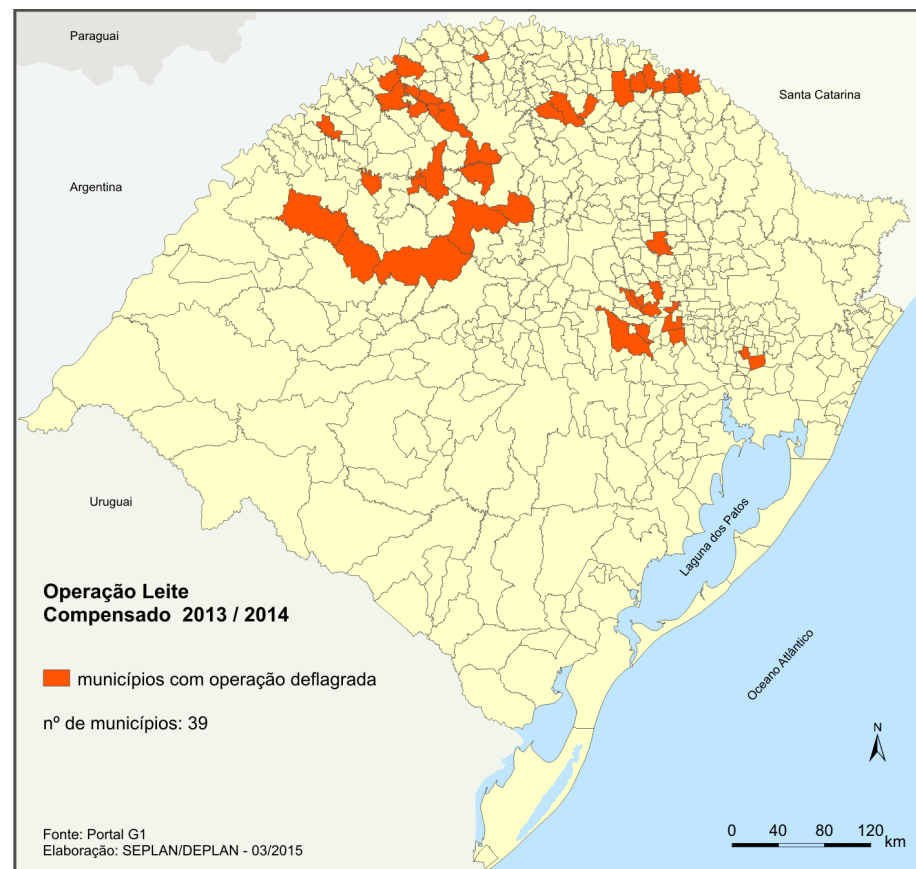 Paraguai
Santa Catarina
Argentina
Uruguai
Laguna dos Patos
Oceano Atlântico
Operação Leite
Compensado 2013 / 2014
municípios com operação deflagrada
nº de municípios: 39
N
0 40 80 120
km
Fonte: Portal G1
Elaboração: SEPLAN/DEPLAN - 03/2015